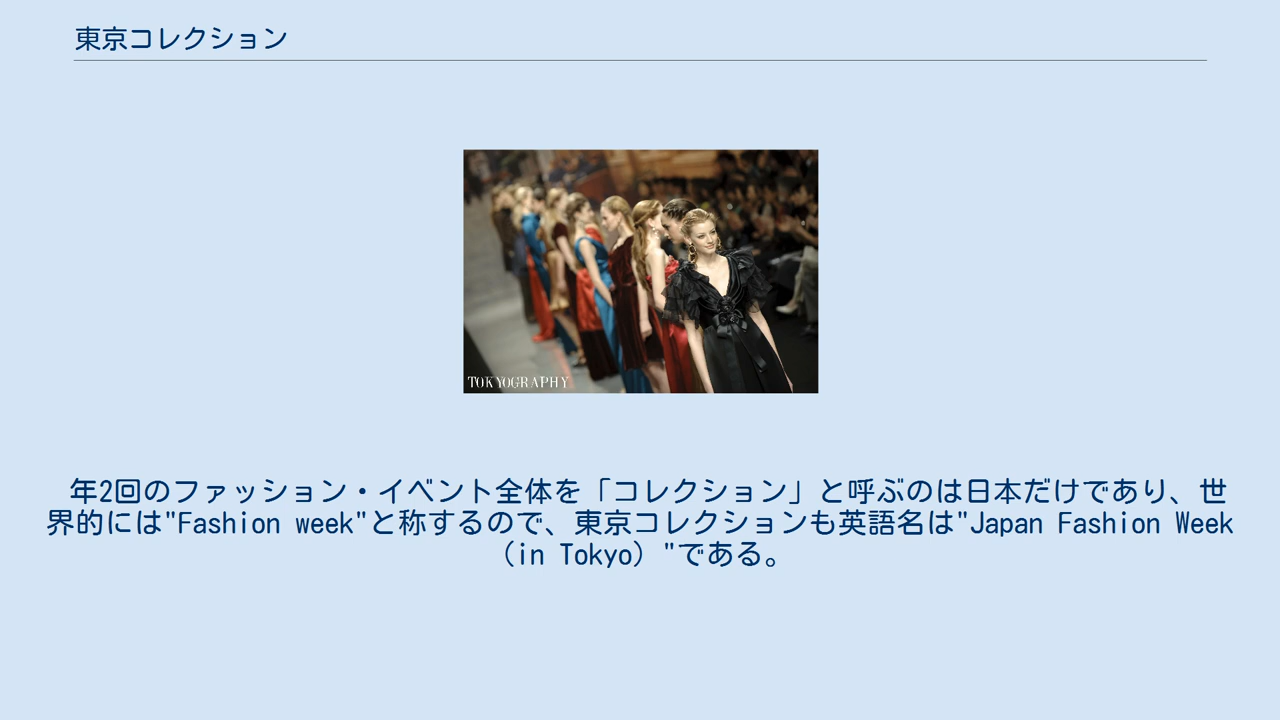 東京コレクション
TOKYOGRAPHY
年2回のファッション・イベント全体を「コレクション」と呼ぶのは日本だけであり、世
界的には"Fashion week"と称するので、東京コレクションも英語名は"Japan Fashion Week
（in Tokyo）"である。